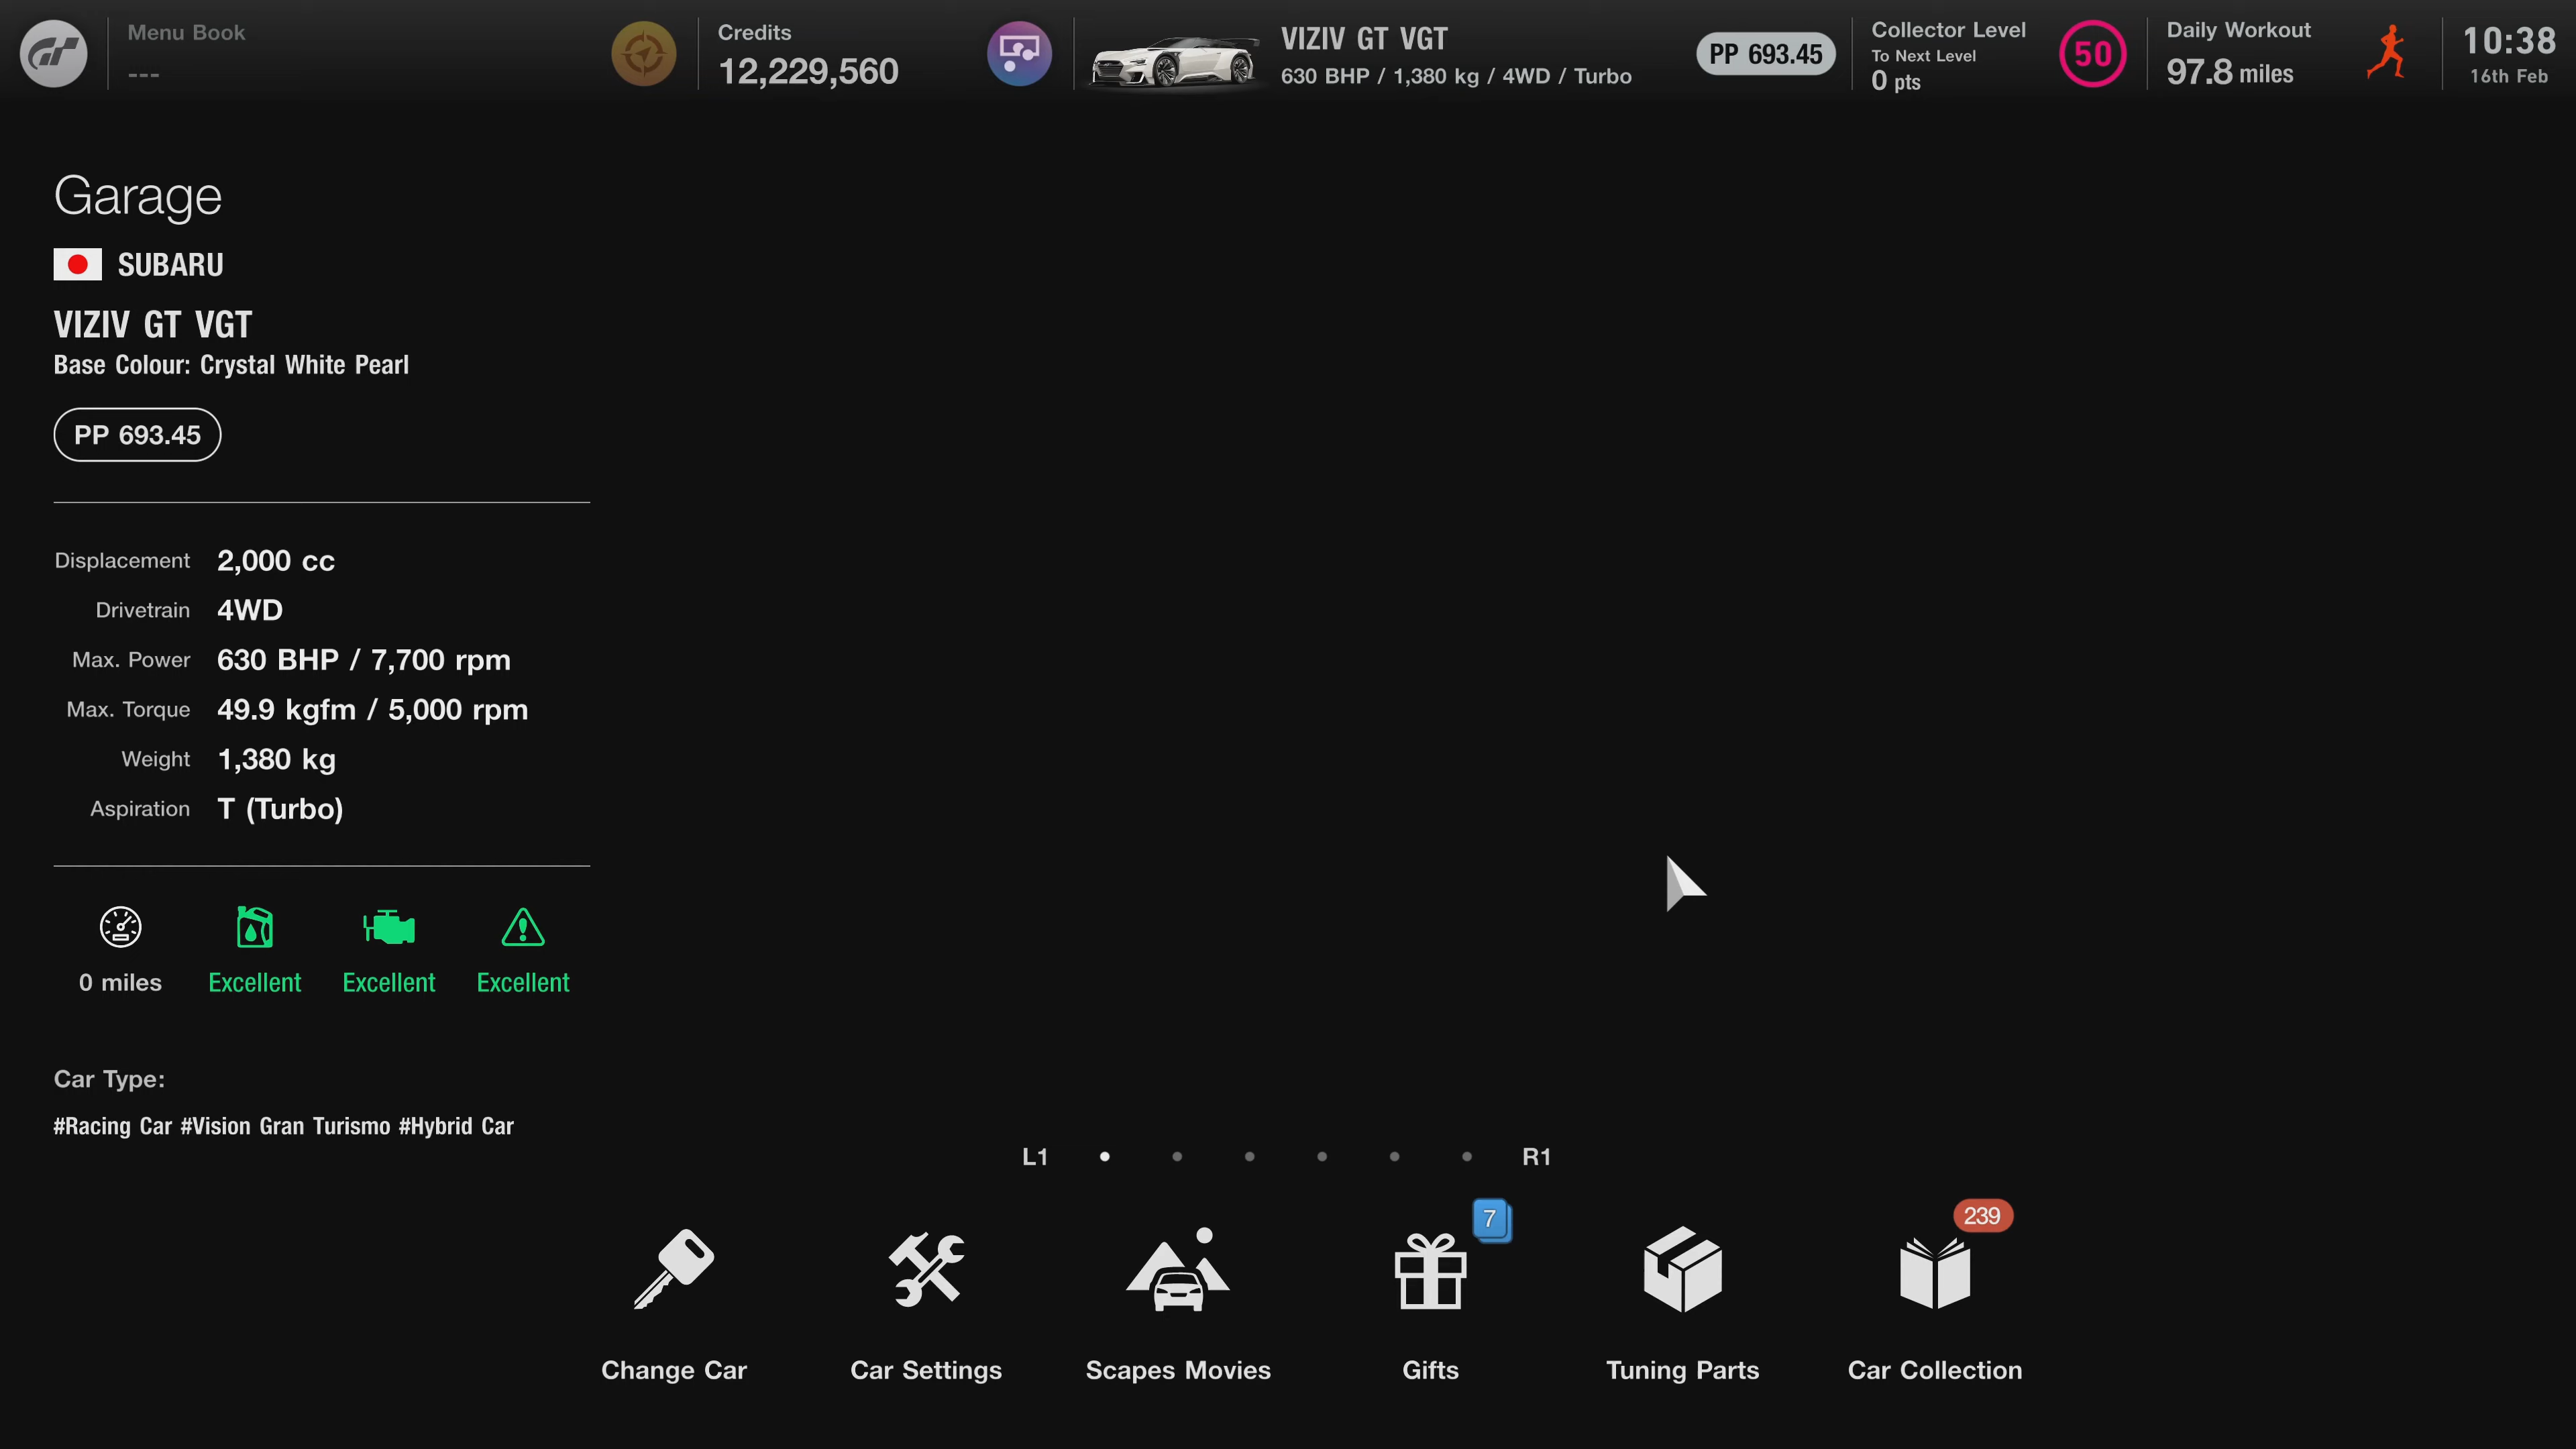 GT
Menu Book
---
Credits
12,229,560
VIZIV GT VGT
630 BHP / 1,380 kg / 4WD / Turbo
PP 693.45
Collector Level
To Next Level
0 pts
50
Daily Workout
97.8 miles
10:38
16th Feb
Garage
SUBARU
VIZIV GT VGT
Base Colour: Crystal White Pearl
PP 693.45
Displacement 2,000 cc
Drivetrain 4WD
Max. Power 630 BHP / 7,700 rpm
Max. Torque 49.9 kgfm / 5,000 rpm
Weight 1,380 kg
Aspiration T (Turbo)
0 miles Excellent Excellent Excellent
Car Type:
#Racing Car #Vision Gran Turismo #Hybrid Car
L1 R1
7
239
Change Car Car Settings Scapes Movies Gifts Tuning Parts Car Collection